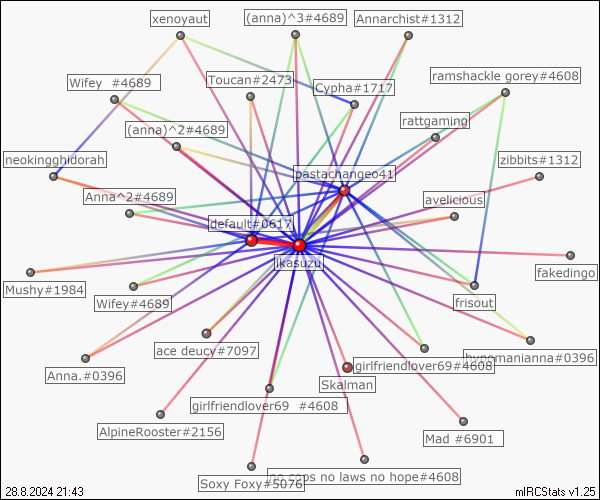 xenoyaut
(anna)^3#4689
Annarchist#1312
Wifey  #4689
Toucan#2473
Cypha#1717
ramshackle gorey#4608
(anna)^2#4689
rattgaming
neokingghidorah
pastachangeo41
zibbits#1312
Anna^2#4689
default#0617
avelicious
ikasuzu
fakedingo
Mushy#1984
Wifey#4689
frisout
ace deucy#7097
girlfriendlover69#4608
hypomanianna#0396
Anna.#0396
Skalman
girlfriendlover69  #4608
AlpineRooster#2156
Mad #6901
Soxy Foxy#5076
no cops no laws no hope#4608
28.8.2024 21:43
mIRCStats v1.25